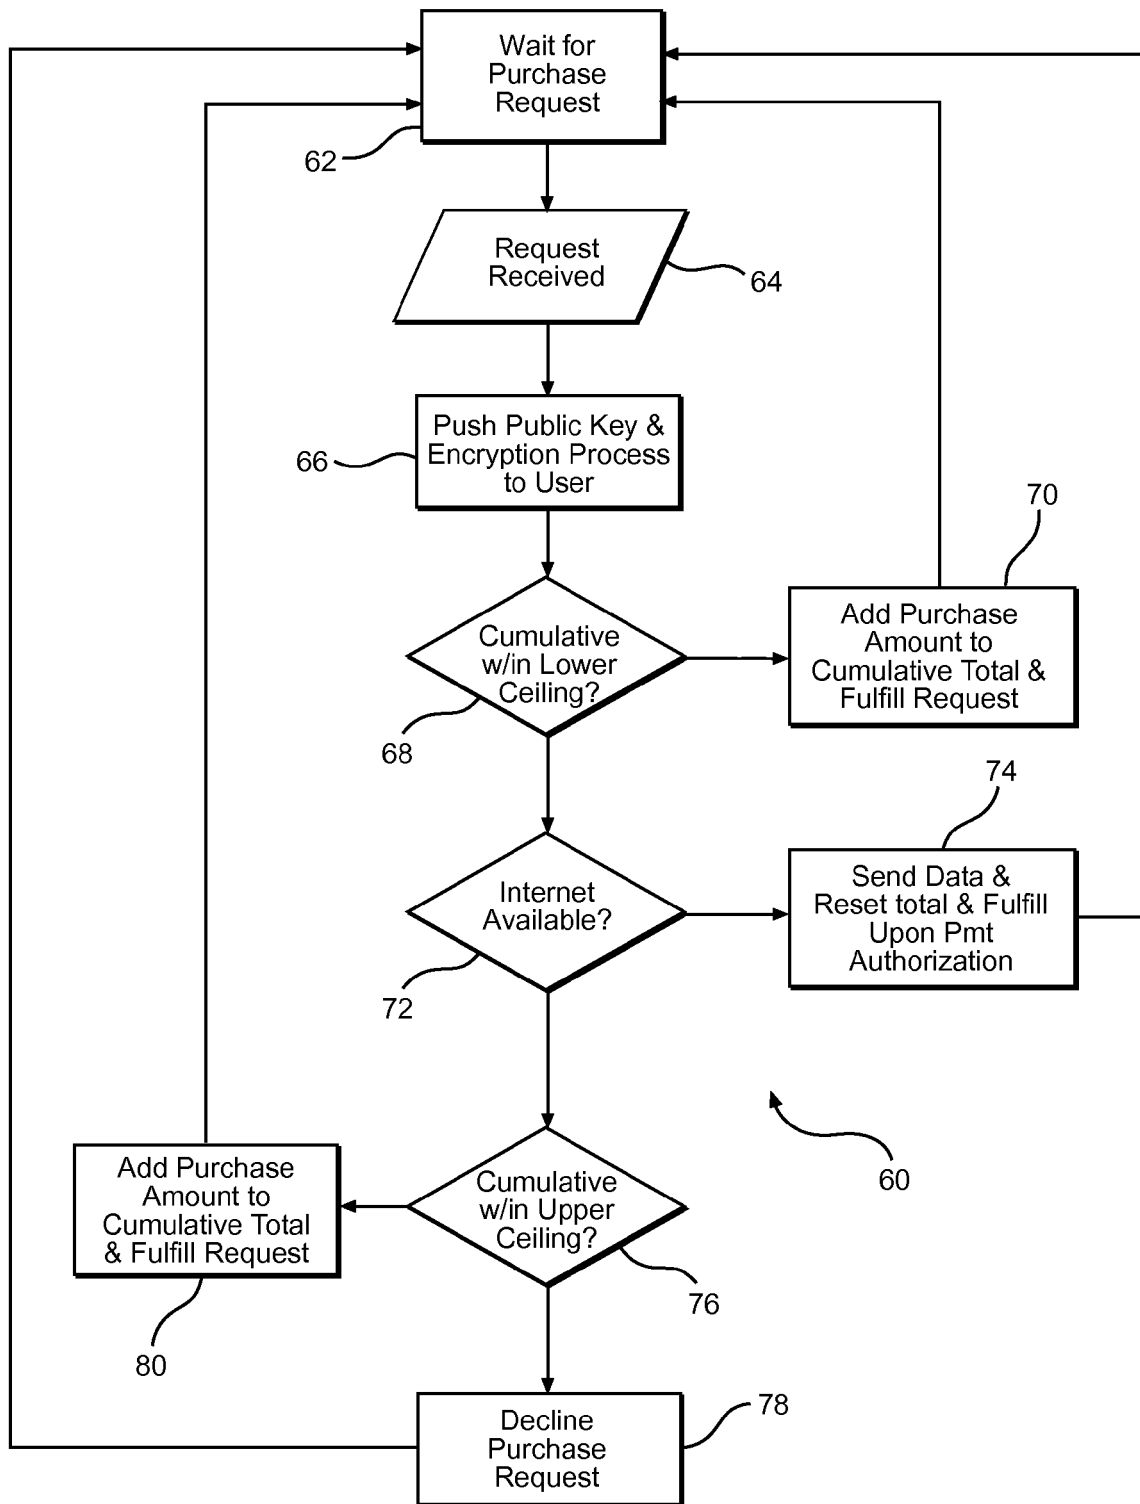 Wait for
Purchase
Request
62
Request
Received
64
Push Public Key &
Encryption Process
to User
66
70
Cumulative
w/in Lower
Ceiling?
68
Add Purchase
Amount to
Cumulative Total &
Fulfill Request
74
Internet
Available?
72
Send Data &
Reset total & Fulfill
Upon Pmt
Authorization
60
Add Purchase
Amount to
Cumulative Total
& Fulfill Request
80
Cumulative
w/in Upper
Ceiling?
76
Decline
Purchase
Request
78